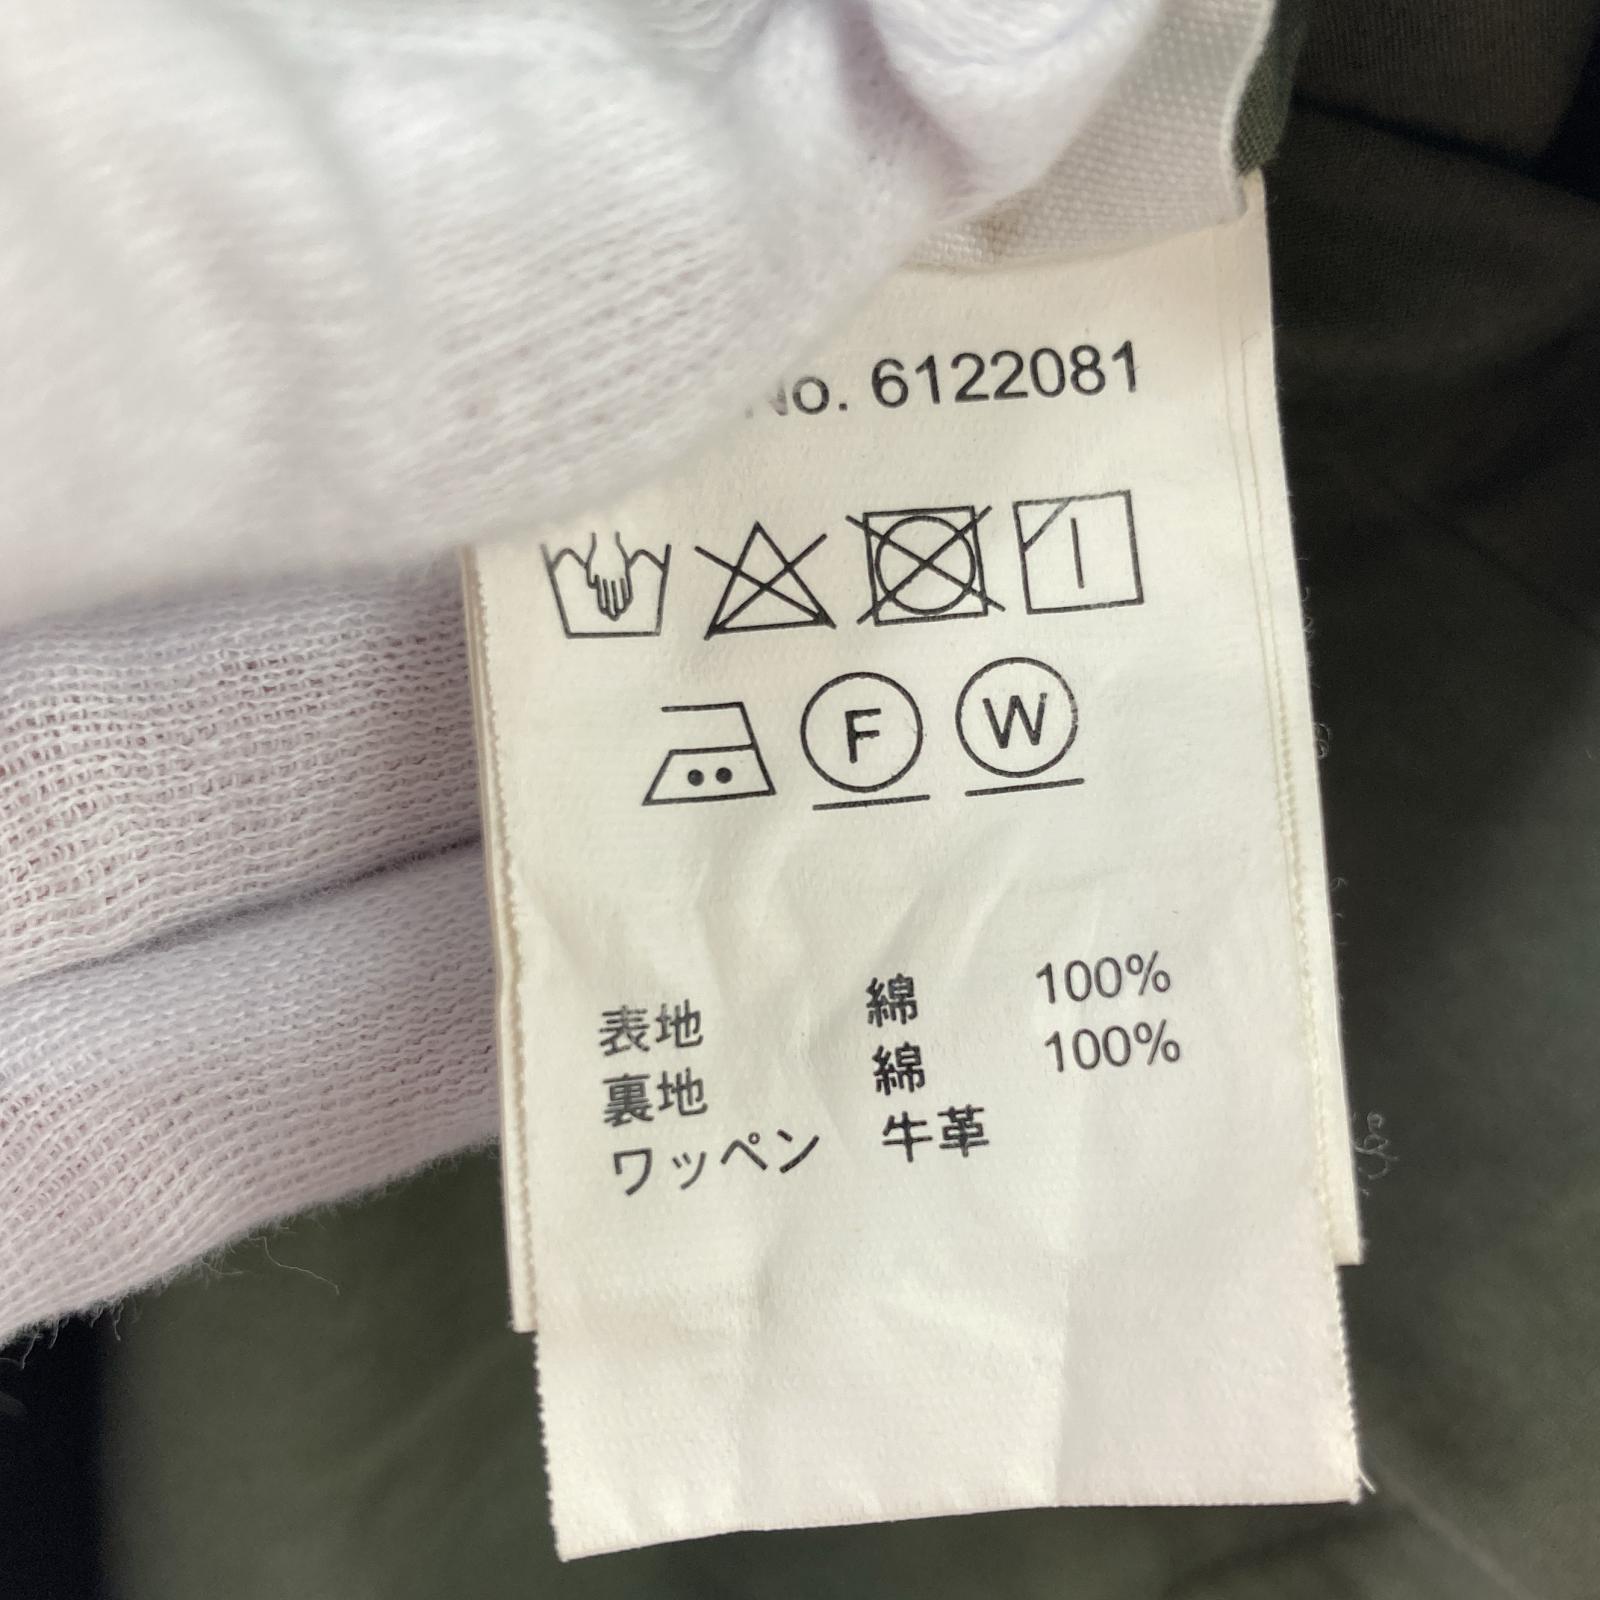 No. 6122081
F W
表地 綿 100%
裏地 綿 100%
ワッペン 牛革